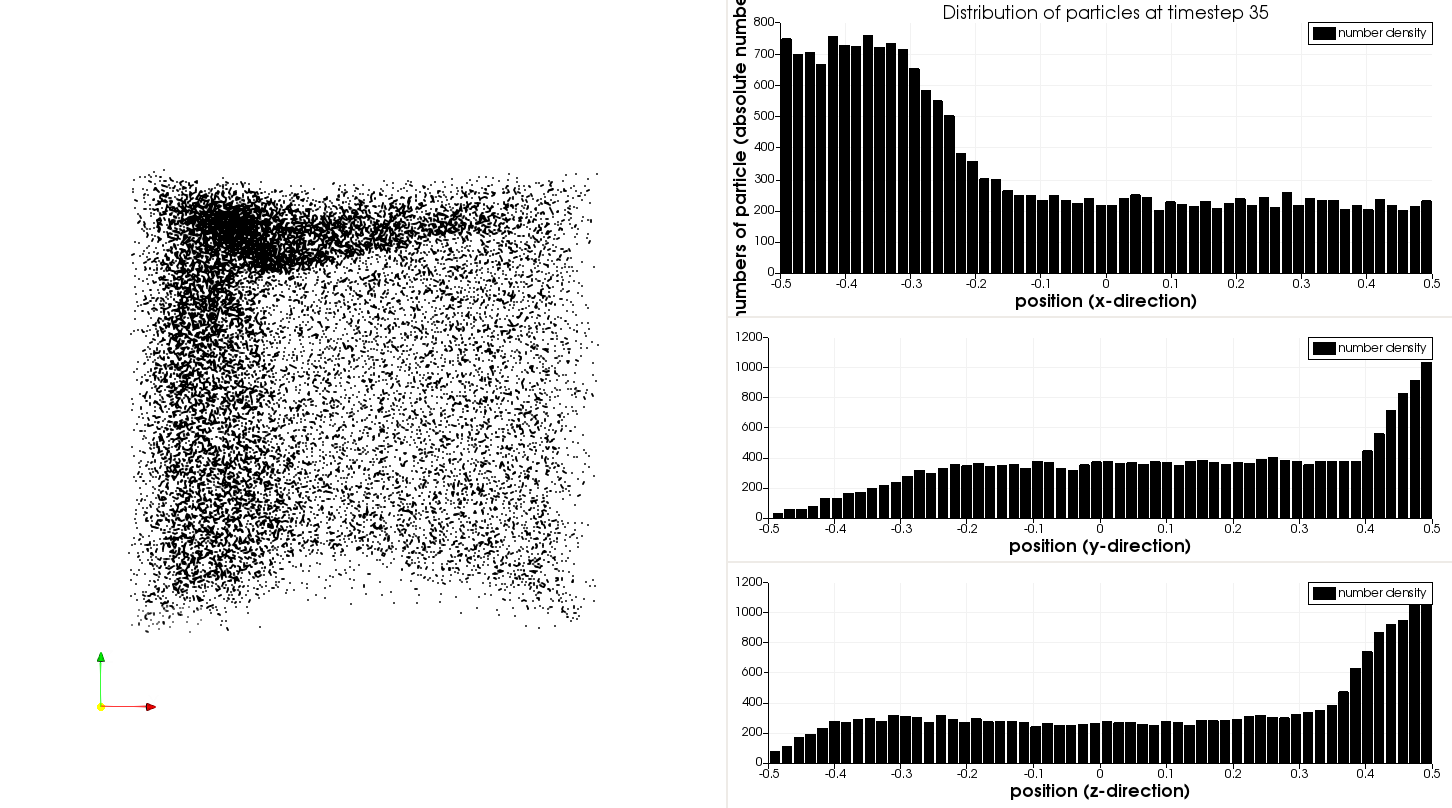 Distribution of particles at timestep 35
number density
numbers of particle (absolute
800
700
600
500
400
300
200
100
0
-0.5 -0.4 -0.3 -0.2 -0.1 0 0.1 0.2 0.3 0.4 0.5
position (x-direction)
number density
1200
1000
800
600
400
200
0
-0.5 -0.4 -0.3 -0.2 -0.1 0 0.1 0.2 0.3 0.4 0.5
position (y-direction)
number density
1200
1000
800
600
400
200
0
-0.5 -0.4 -0.3 -0.2 -0.1 0 0.1 0.2 0.3 0.4 0.5
position (z-direction)